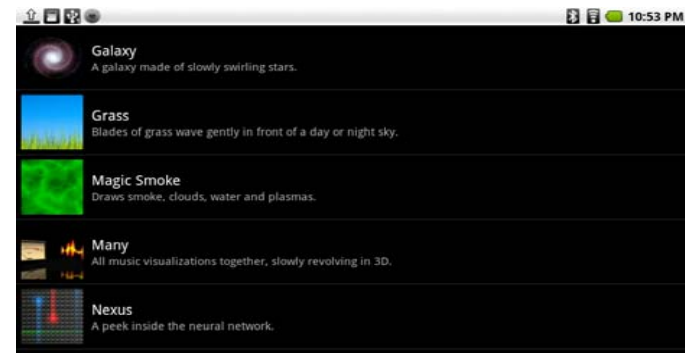 10:53 PM
Galaxy
A galaxy made of slowly swirling stars.
Grass
Blades of grass wave gently in front of a day or night sky.
Magic Smoke
Draws smoke, clouds, water and plasmas.
Many
All music visualizations together, slowly revolving in 3D.
Nexus
A peek inside the neural network.